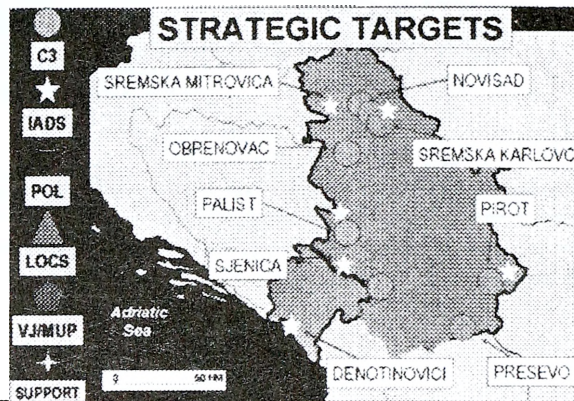 STRATEGIC TARGETS
C3
IADS
POL
LOCS
VJ/MUP
SUPPORT
SREMSKA MITROVICA
NOVISAD
OBRENOVAC
SREMSKA KARLOVC
PALIST
PIROT
SJENICA
Adriatic
Sea
50 NM
DENOTINOVICI
PRESEVO